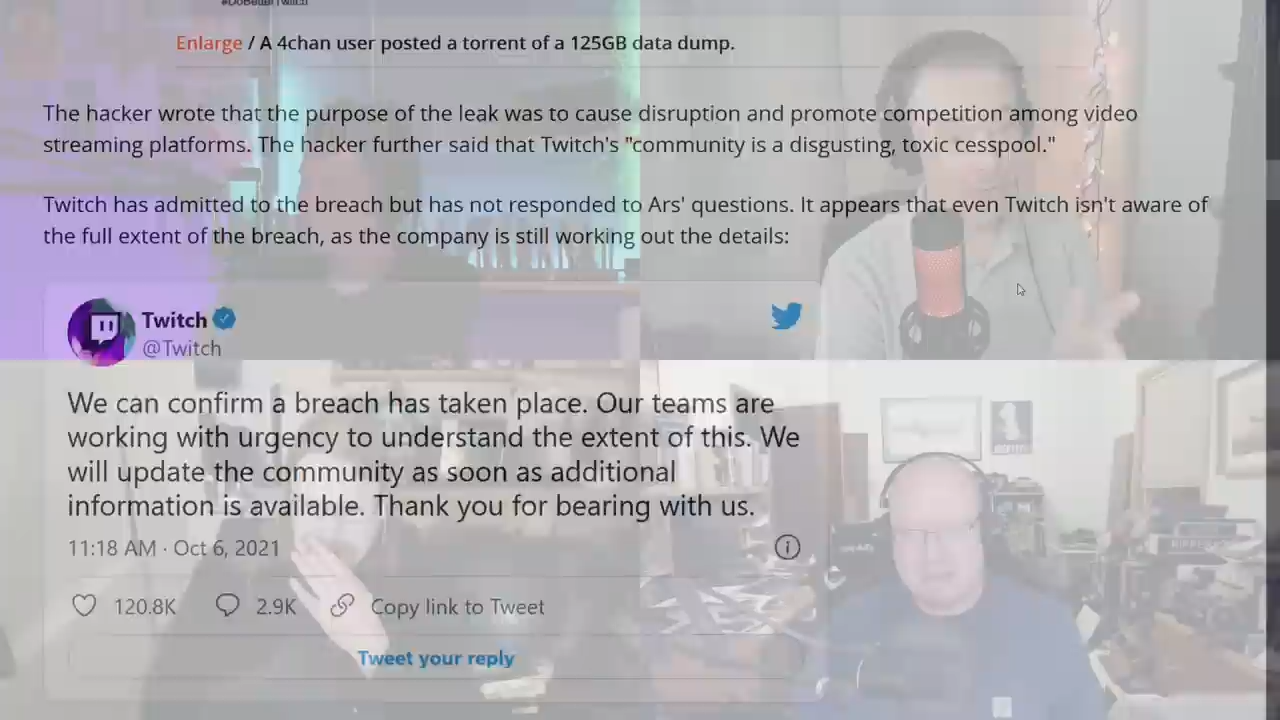 #DoBetterTwitch
Enlarge / A 4chan user posted a torrent of a 125GB data dump.
The hacker wrote that the purpose of the leak was to cause disruption and promote competition among video
streaming platforms. The hacker further said that Twitch's "community is a disgusting, toxic cesspool."
Twitch has admitted to the breach but has not responded to Ars' questions. It appears that even Twitch isn't aware of
the full extent of the breach, as the company is still working out the details:
Twitch
@Twitch
We can confirm a breach has taken place. Our teams are
working with urgency to understand the extent of this. We
will update the community as soon as additional
information is available. Thank you for bearing with us.
11:18 AM · Oct 6, 2021
120.8K 2.9K Copy link to Tweet
Tweet your reply